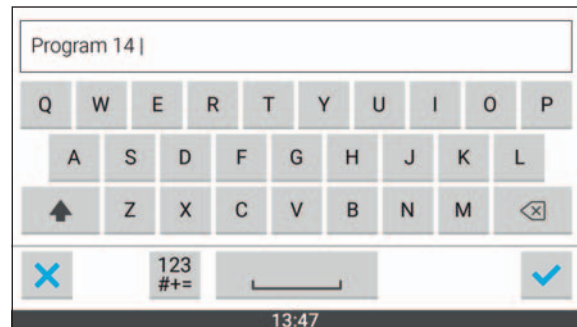 Program 14
Q W E R T Y U I O P
A S D F G H J K L
Z X C V B N M
123
#+=
13:47